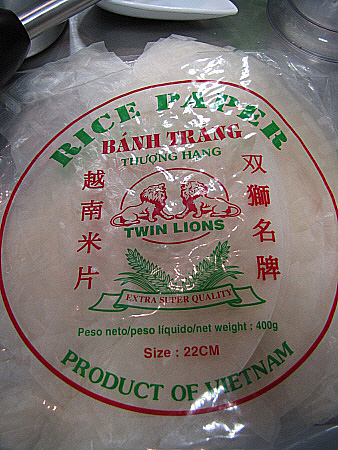 RICE PAPER
BÁNH TRÁNG
THƯỢNG HẠNG
越南米片
双獅名牌
TWIN LIONS
EXTRA SUPER QUALITY
Peso neto/peso líquido/net weight : 400g
Size : 22CM
PRODUCT OF VIETNAM